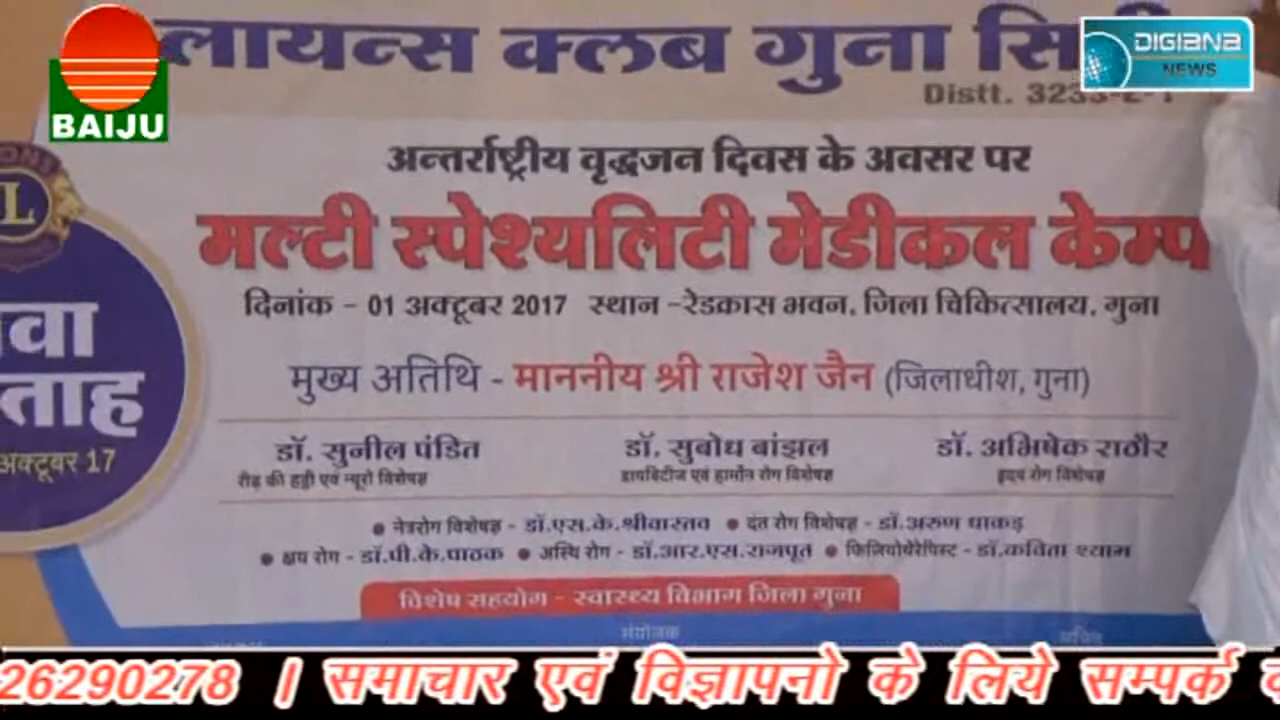 BAIJU
DIGIANA
NEWS
लायन्स क्लब गुना
Distt.
अन्तर्राष्ट्रीय वृद्धजन दिवस के अवसर पर
मल्टी स्पेश्यलिटी मेडीकल केम्प
दिनांक - 01 अक्टूबर 2017 स्थान -रेडक्रास भवन, जिला चिकित्सालय, गुना
मुख्य अतिथि - माननीय श्री राजेश जैन (जिलाधीश, गुना)
L
वा
ताह
अक्टूबर 17
डॉ. सुनील पंडित डॉ. सुबोध बांझल डॉ. अभिषेक राठौर
रीढ़ की हड्डी एवं न्यूरो विशेषज्ञ डायबिटीज एवं हार्मोन रोग विशेषज्ञ हृदय रोग विशेषज्ञ
• नेत्ररोग विशेषज्ञ - डॉ.एस.के.श्रीवास्तव • दंत रोग विशेषज्ञ - डॉ.अरुण धाकड़
• क्षय रोग - डॉ.पी.के.पाठक • अस्थि रोग - डॉ.आर.एस.राजपूत • फिजियोथेरेपिस्ट - डॉ.कविता श्याम
विशेष सहयोग - स्वास्थ्य विभाग जिला गुना
संयोजक सचिव
26290278 । समाचार एवं विज्ञापनो के लिये सम्पर्क